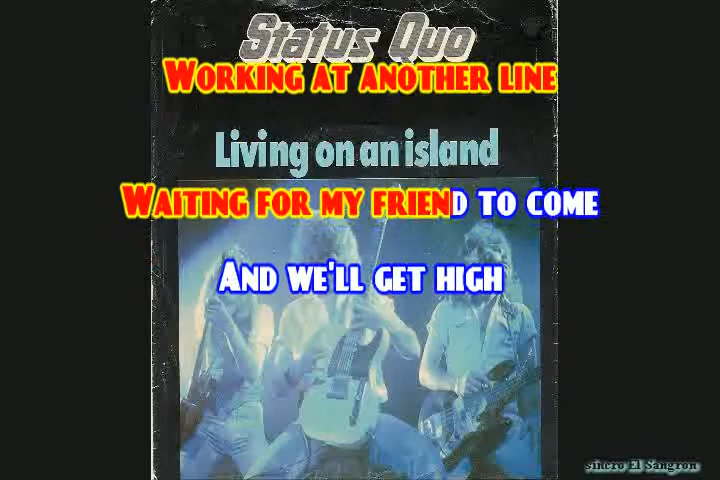 Status Quo
WORKING AT ANOTHER LINE
Living on an island
WAITING FOR MY FRIEND TO COME
AND WE'LL GET HIGH
sincro El Sangron